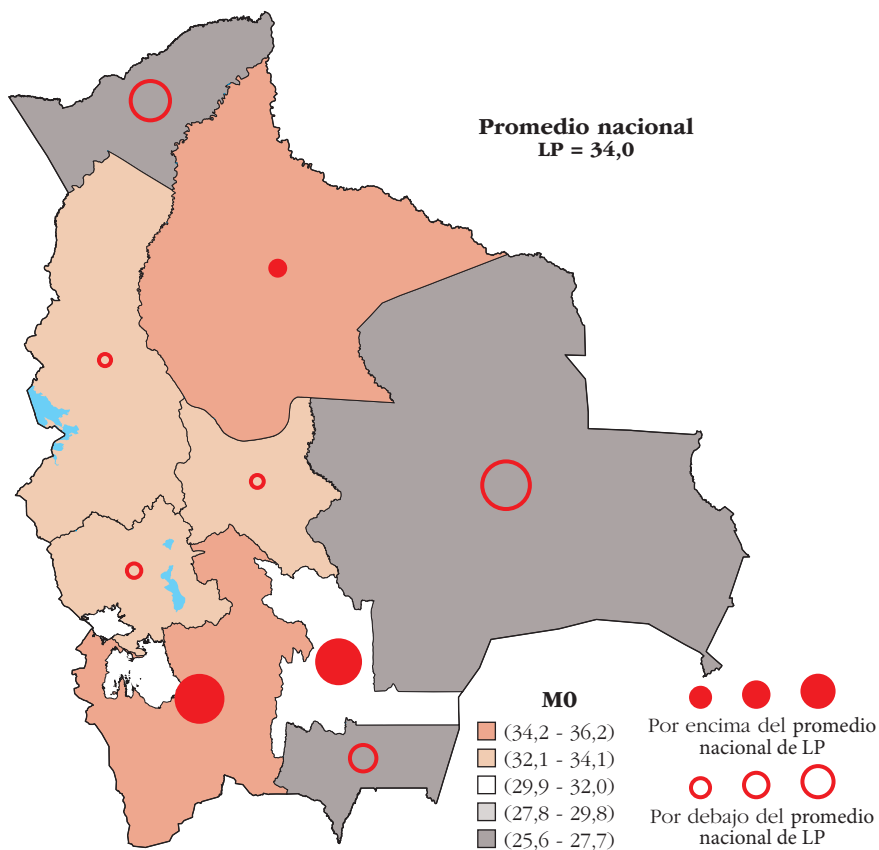 Promedio nacional
LP = 34,0
M0
(34,2 - 36,2)
(32,1 - 34,1)
(29,9 - 32,0)
(27,8 - 29,8)
(25,6 - 27,7)
Por encima del promedio
nacional de LP
Por debajo del promedio
nacional de LP